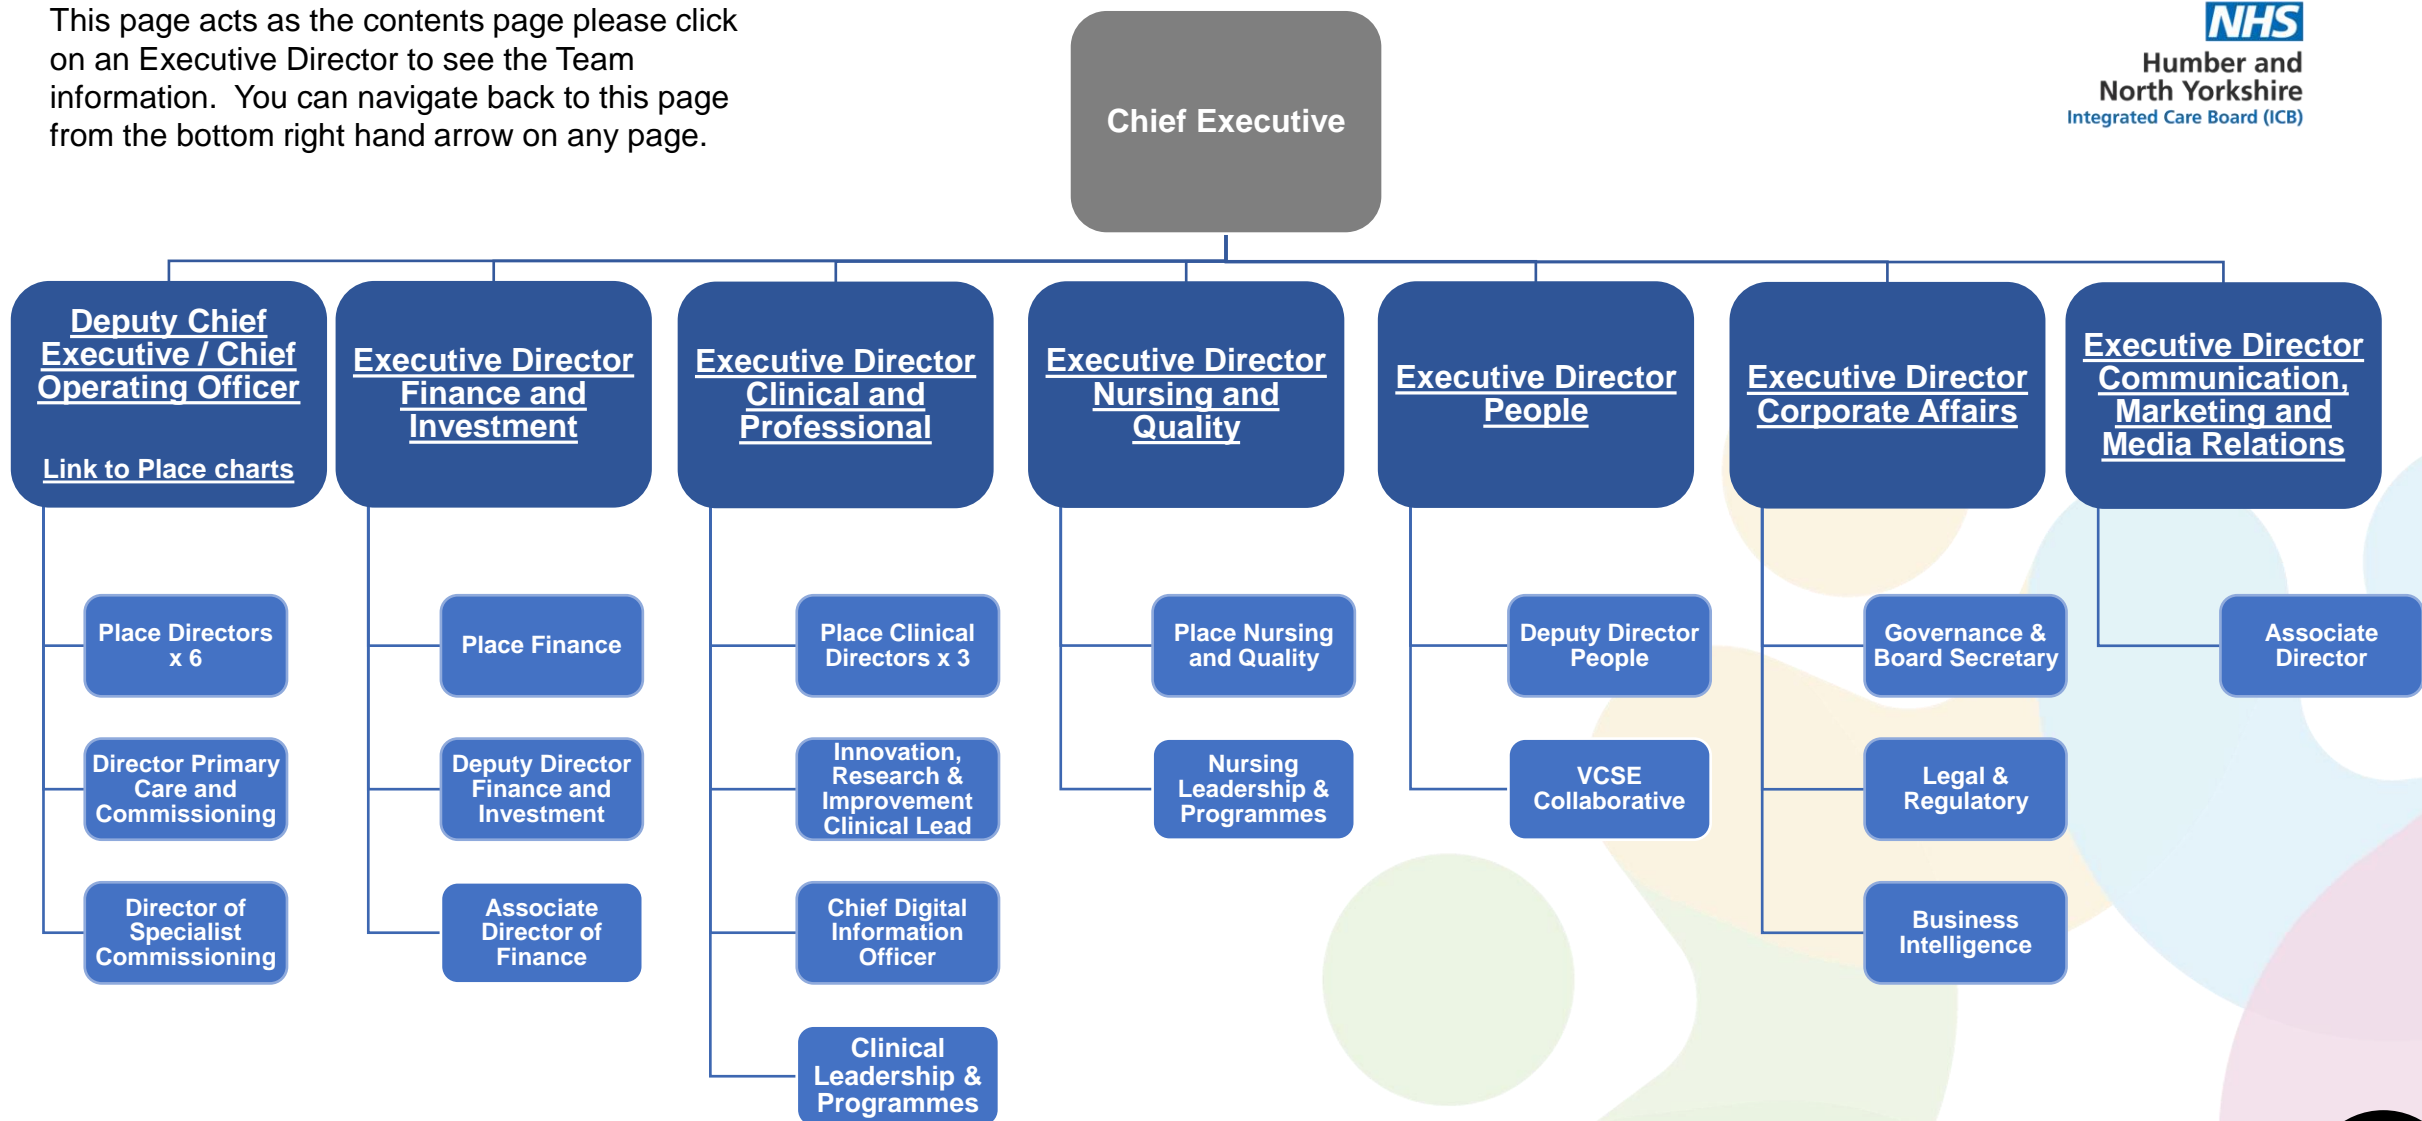 This page acts as the contents page please click
on an Executive Director to see the Team
information.  You can navigate back to this page
from the bottom right hand arrow on any page.
Chief Executive
NHS
Humber and
North Yorkshire
Integrated Care Board (ICB)
Deputy Chief
Executive / Chief
Operating Officer
Link to Place charts
Executive Director
Finance and
Investment
Executive Director
Clinical and
Professional
Executive Director
Nursing and
Quality
Executive Director
People
Executive Director
Corporate Affairs
Executive Director
Communication,
Marketing and
Media Relations
Place Directors
x 6
Place Finance
Place Clinical
Directors x 3
Place Nursing
and Quality
Deputy Director
People
Governance &
Board Secretary
Associate
Director
Director Primary
Care and
Commissioning
Deputy Director
Finance and
Investment
Innovation,
Research &
Improvement
Clinical Lead
Nursing
Leadership &
Programmes
VCSE
Collaborative
Legal &
Regulatory
Director of
Specialist
Commissioning
Associate
Director of
Finance
Chief Digital
Information
Officer
Business
Intelligence
Clinical
Leadership &
Programmes